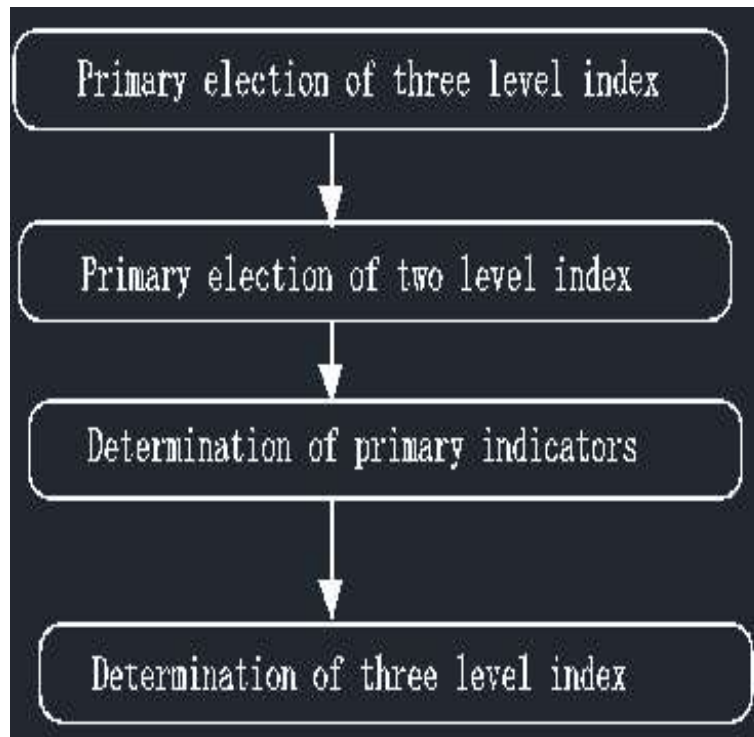 Primary election of three level index
Primary election of two level index
Determination of primary indicators
Determination of three level index